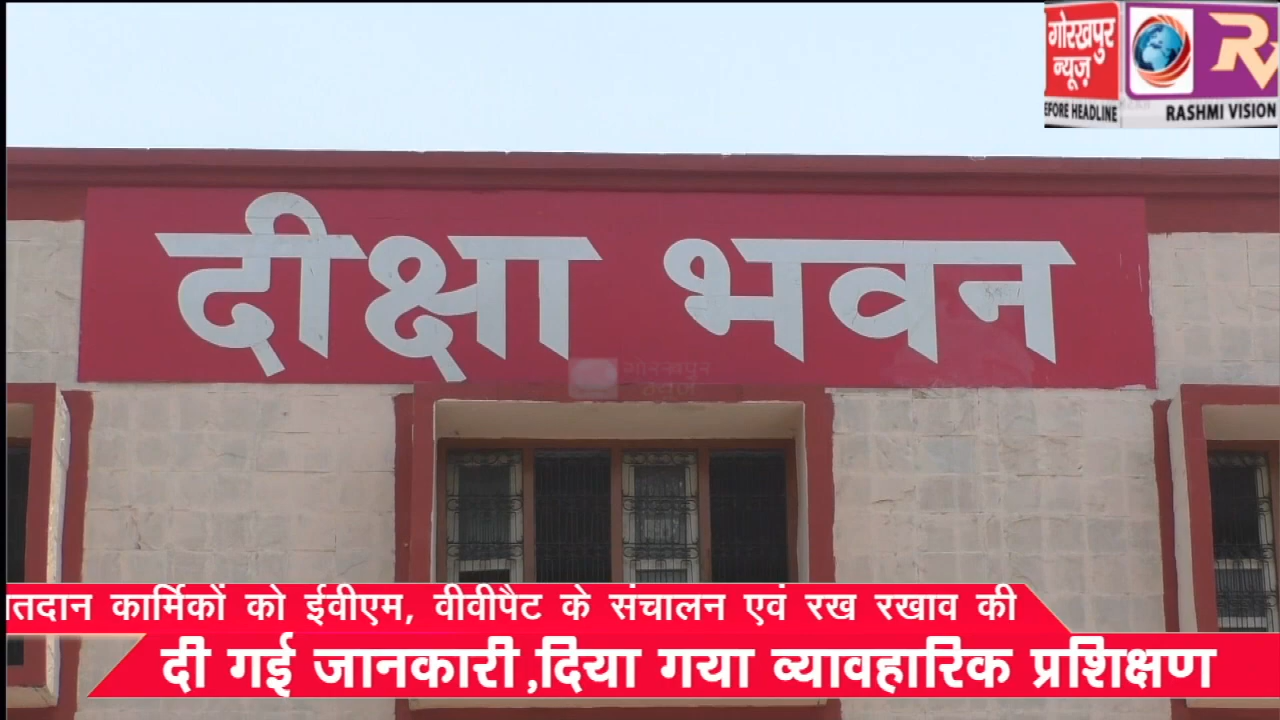 गोरखपुर
न्यूज़
EFORE HEADLINE
RASHMI VISION
दीक्षा भवन
गोरखपुर
न्यूज़
तदान कार्मिकों को ईवीएम, वीवीपैट के संचालन एवं रख रखाव की
दी गई जानकारी,दिया गया व्यावहारिक प्रशिक्षण